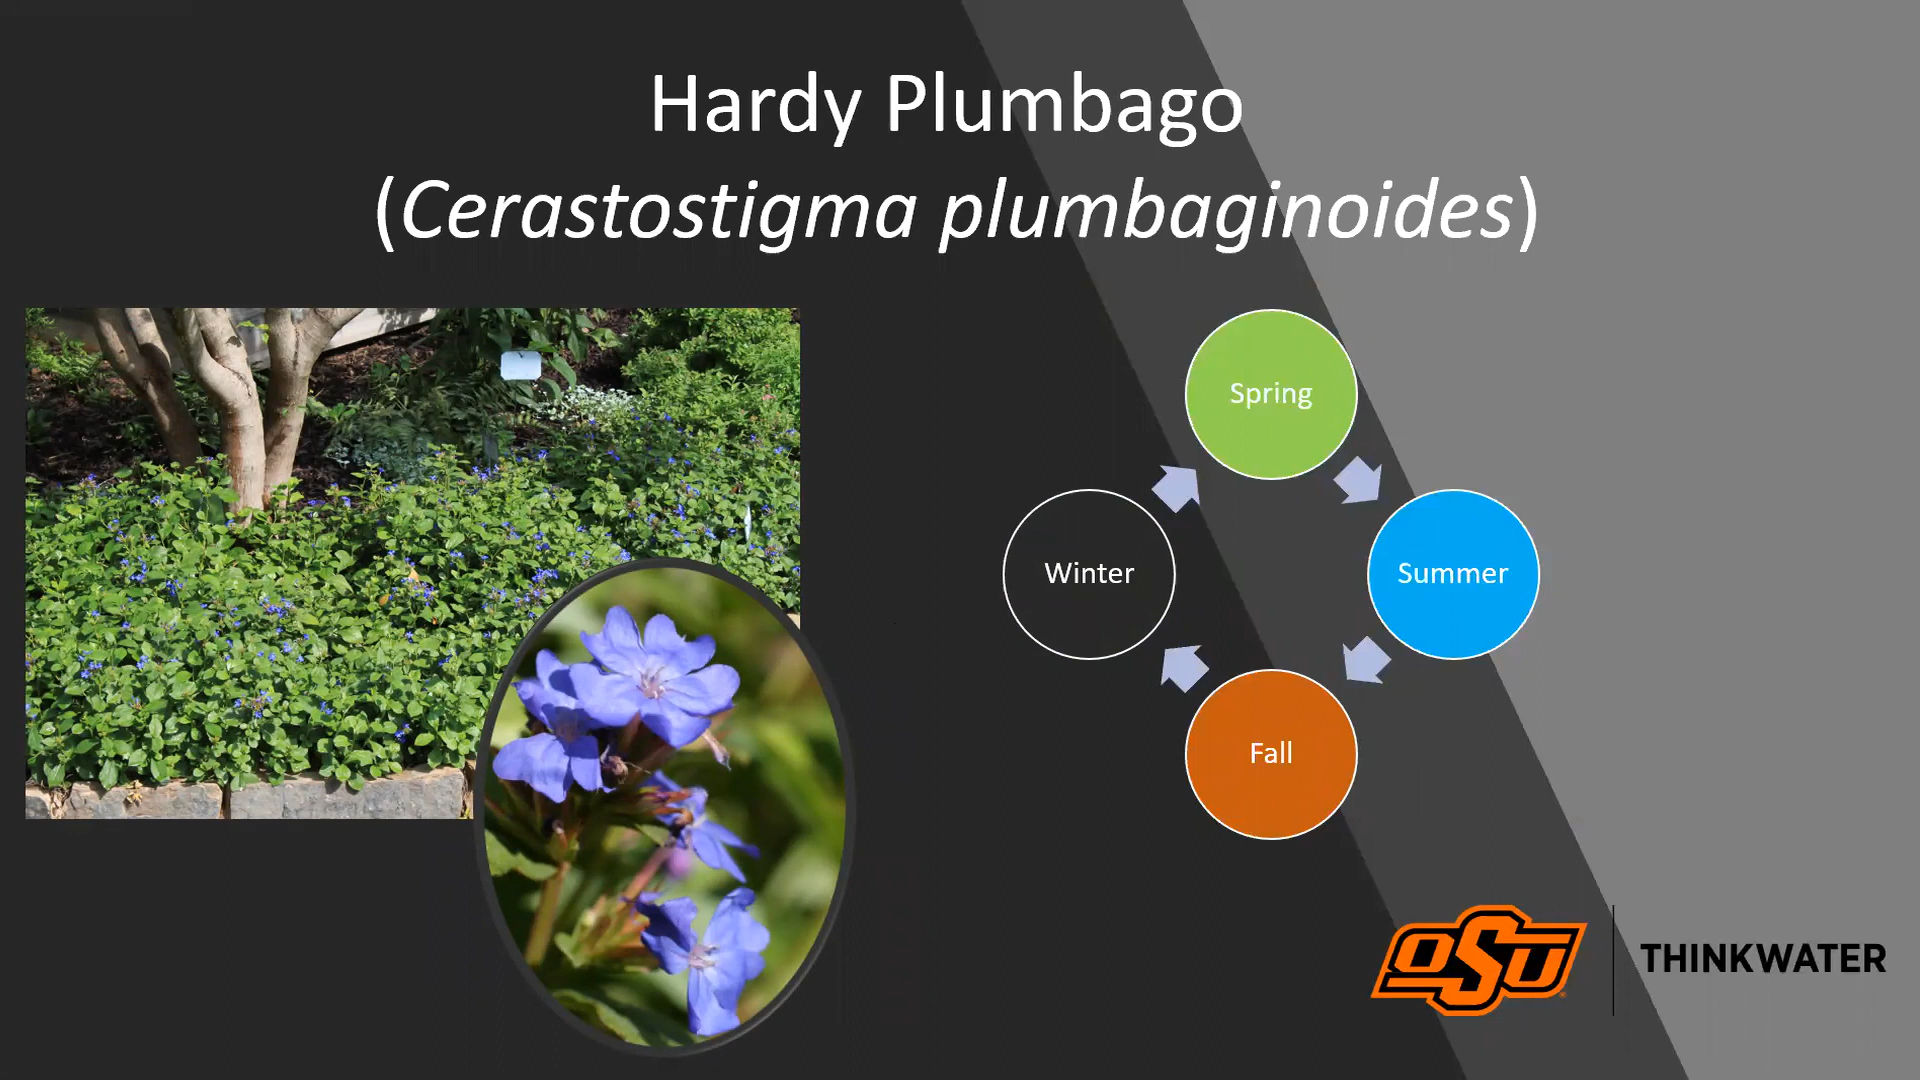 Hardy Plumbago
(Cerastostigma plumbaginoides)
Spring
Winter
Summer
Fall
OSU
THINKWATER